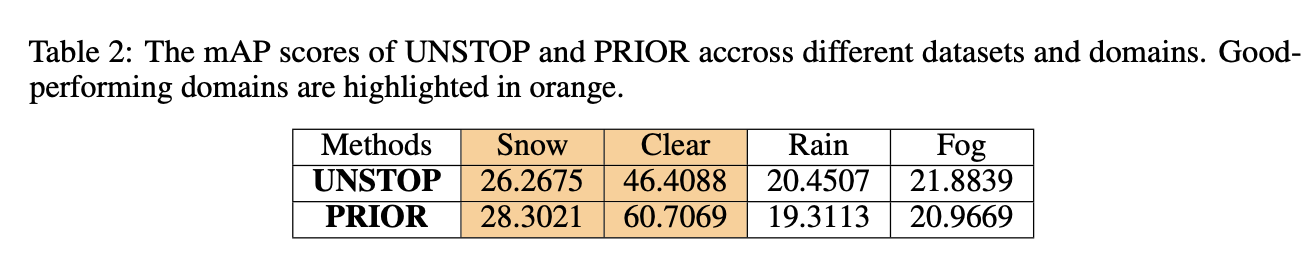 Table 2: The mAP scores of UNSTOP and PRIOR accross different datasets and domains. Good-
performing domains are highlighted in orange.
Methods Snow Clear Rain Fog
UNSTOP 26.2675 46.4088 20.4507 21.8839
PRIOR 28.3021 60.7069 19.3113 20.9669